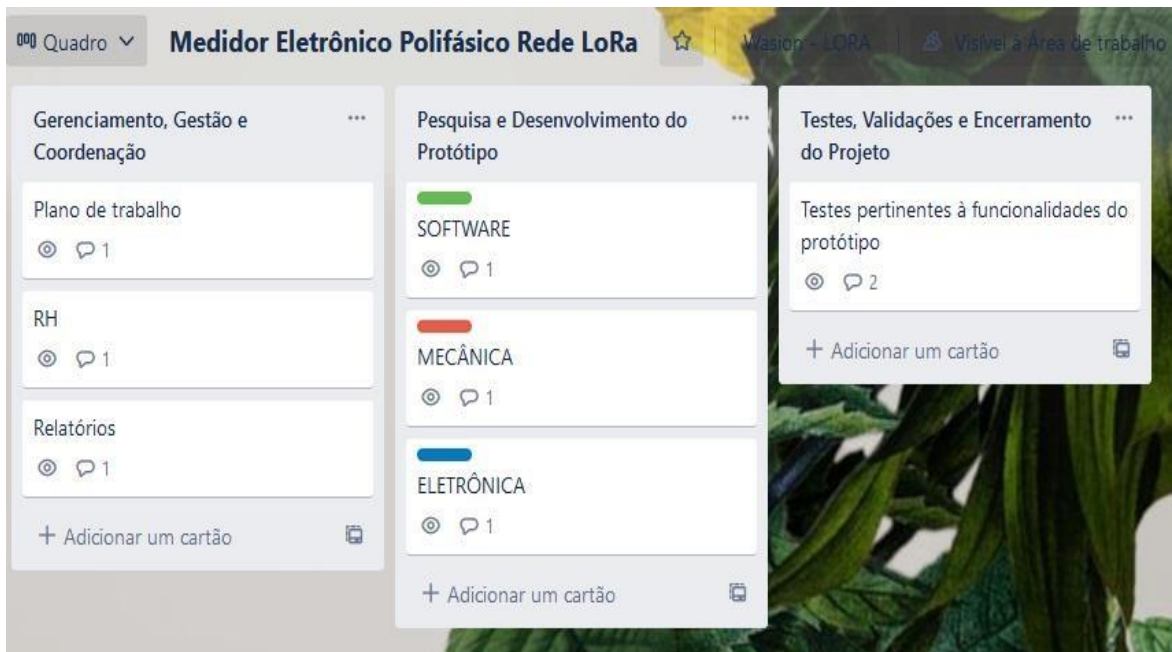 Quadro
Medidor Eletrônico Polifásico Rede LoRa
Wasion - LORA
Visível à Área de trabalho
Gerenciamento, Gestão e
Coordenação
Plano de trabalho
1
RH
1
Relatórios
1
+ Adicionar um cartão
Pesquisa e Desenvolvimento do
Protótipo
SOFTWARE
1
MECÂNICA
1
ELETRÔNICA
1
+ Adicionar um cartão
Testes, Validações e Encerramento
do Projeto
Testes pertinentes à funcionalidades do
protótipo
2
+ Adicionar um cartão